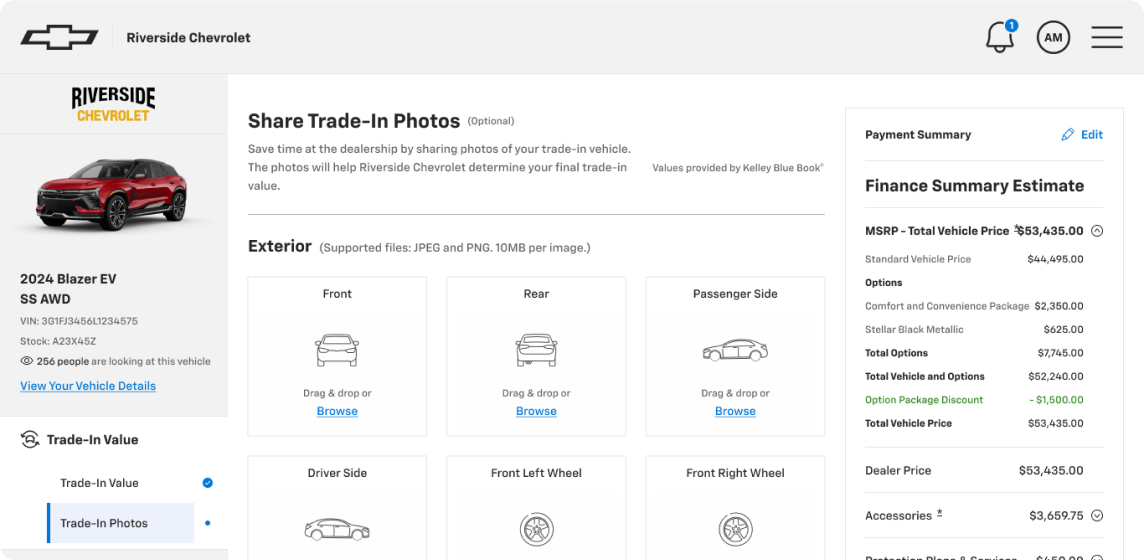 Riverside Chevrolet
1
AM
RIVERSIDE
CHEVROLET
2024 Blazer EV
SS AWD
VIN: 3G1FJ3456L1234575
Stock: A23X45Z
256 people are looking at this vehicle
View Your Vehicle Details
Trade-In Value
Trade-In Value
Trade-In Photos
Share Trade-In Photos (Optional)
Save time at the dealership by sharing photos of your trade-in vehicle.
The photos will help Riverside Chevrolet determine your final trade-in
value.
Values provided by Kelley Blue Book®
Exterior (Supported files: JPEG and PNG. 10MB per image.)
Front
Drag & drop or
Browse
Rear
Drag & drop or
Browse
Passenger Side
Drag & drop or
Browse
Driver Side
Front Left Wheel
Front Right Wheel
Payment Summary
Edit
Finance Summary Estimate
MSRP - Total Vehicle Price * $53,435.00
Standard Vehicle Price $44,495.00
Options
Comfort and Convenience Package $2,350.00
Stellar Black Metallic $625.00
Total Options $7,745.00
Total Vehicle and Options $52,240.00
Option Package Discount - $1,500.00
Total Vehicle Price $53,435.00
Dealer Price $53,435.00
Accessories * $3,659.75
Protection Plans & Services $450.00